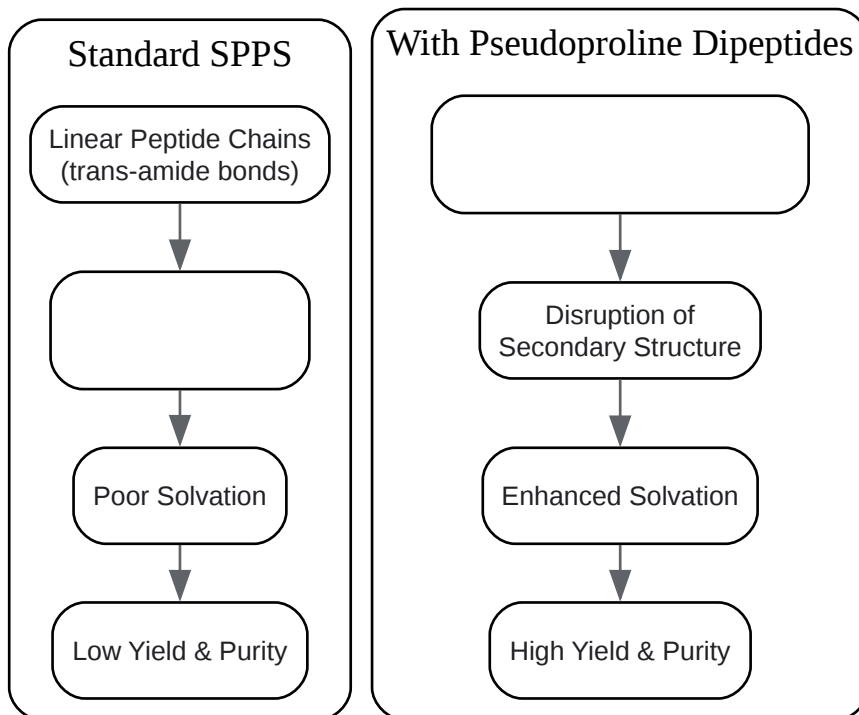 Standard SPPS
Linear Peptide Chains
(trans-amide bonds)
Poor Solvation
Low Yield & Purity
With Pseudoproline Dipeptides
Disruption of
Secondary Structure
Enhanced Solvation
High Yield & Purity